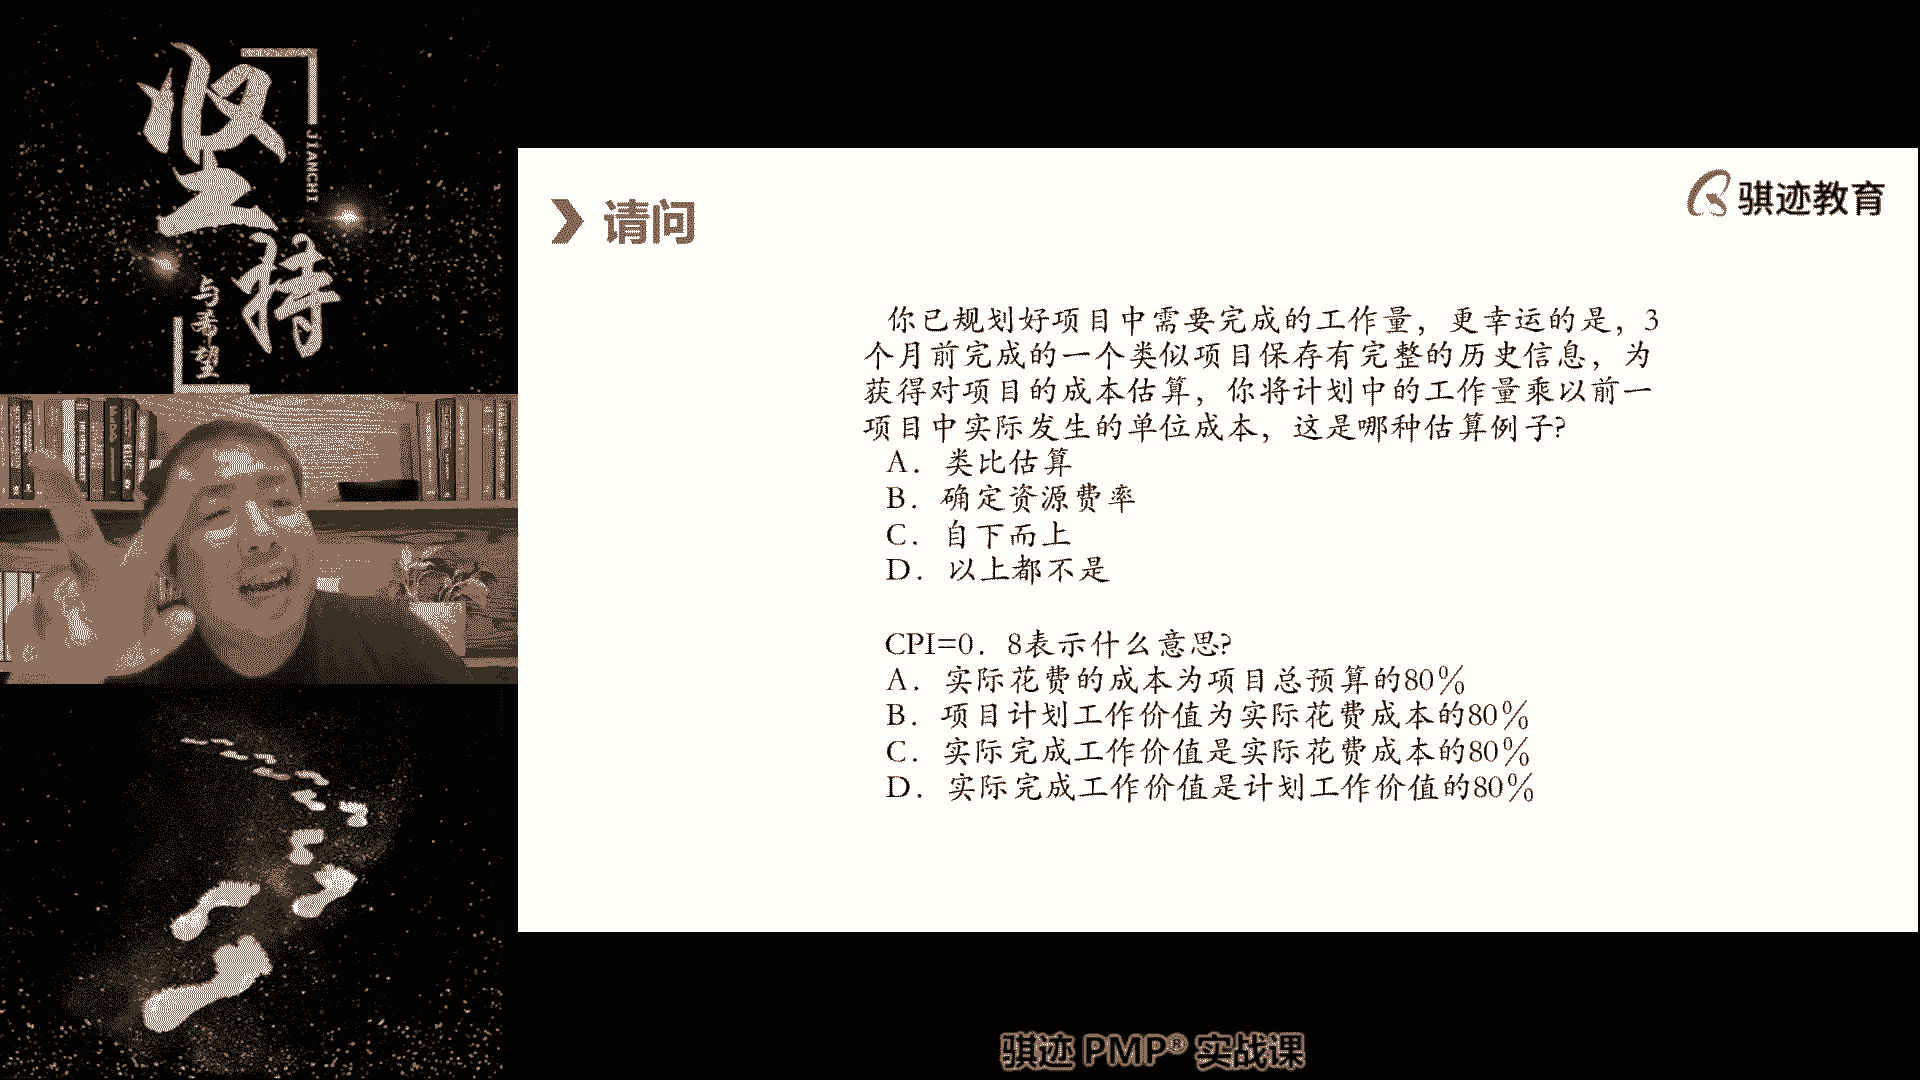 坚持
JIANCHI
与希望
请问
骐迹教育
你已规划好项目中需要完成的工作量，更幸运的是，3
个月前完成的一个类似项目保存有完整的历史信息，为
获得对项目的成本估算，你将计划中的工作量乘以前一
项目中实际发生的单位成本，这是哪种估算例子?
A. 类比估算
B. 确定资源费率
C. 自下而上
D. 以上都不是
CPI=0. 8表示什么意思?
A. 实际花费的成本为项目总预算的80%
B. 项目计划工作价值为实际花费成本的80%
C. 实际完成工作价值是实际花费成本的80%
D. 实际完成工作价值是计划工作价值的80%
骐迹 PMP® 实战课